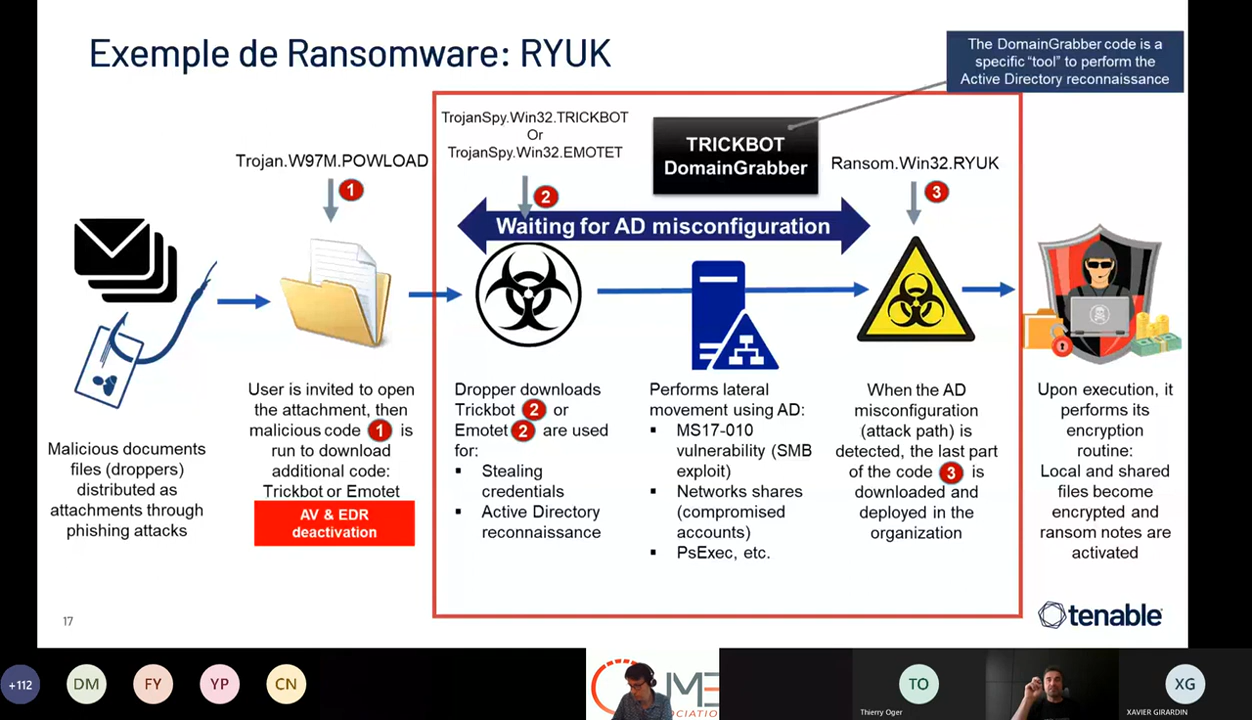 Exemple de Ransomware: RYUK
The DomainGrabber code is a
specific “tool” to perform the
Active Directory reconnaissance
Trojan.W97M.POWLOAD
1
TrojanSpy.Win32.TRICKBOT
Or
TrojanSpy.Win32.EMOTET
2
TRICKBOT
DomainGrabber
Ransom.Win32.RYUK
3
Waiting for AD misconfiguration
Malicious documents
files (droppers)
distributed as
attachments through
phishing attacks
User is invited to open
the attachment, then
malicious code 1 is
run to download
additional code:
Trickbot or Emotet
AV & EDR
deactivation
Dropper downloads
Trickbot 2 or
Emotet 2 are used
for:
▪ Stealing
credentials
▪ Active Directory
reconnaissance
Performs lateral
movement using AD:
▪ MS17-010
vulnerability (SMB
exploit)
▪ Networks shares
(compromised
accounts)
▪ PsExec, etc.
When the AD
misconfiguration
(attack path) is
detected, the last part
of the code 3 is
downloaded and
deployed in the
organization
Upon execution, it
performs its
encryption
routine:
Local and shared
files become
encrypted and
ransom notes are
activated
17
tenable
+112
DM
FY
YP
CN
TO
Thierry Oger
XG
XAVIER GIRARDIN